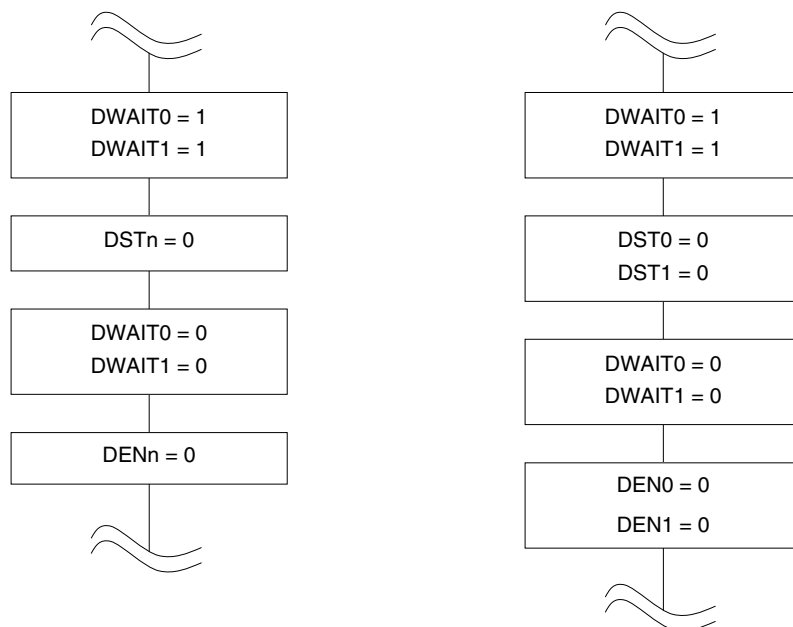 DWAIT0 = 1
DWAIT1 = 1
DSTn = 0
DWAIT0 = 0
DWAIT1 = 0
DENn = 0
DWAIT0 = 1
DWAIT1 = 1
DST0 = 0
DST1 = 0
DWAIT0 = 0
DWAIT1 = 0
DEN0 = 0
DEN1 = 0